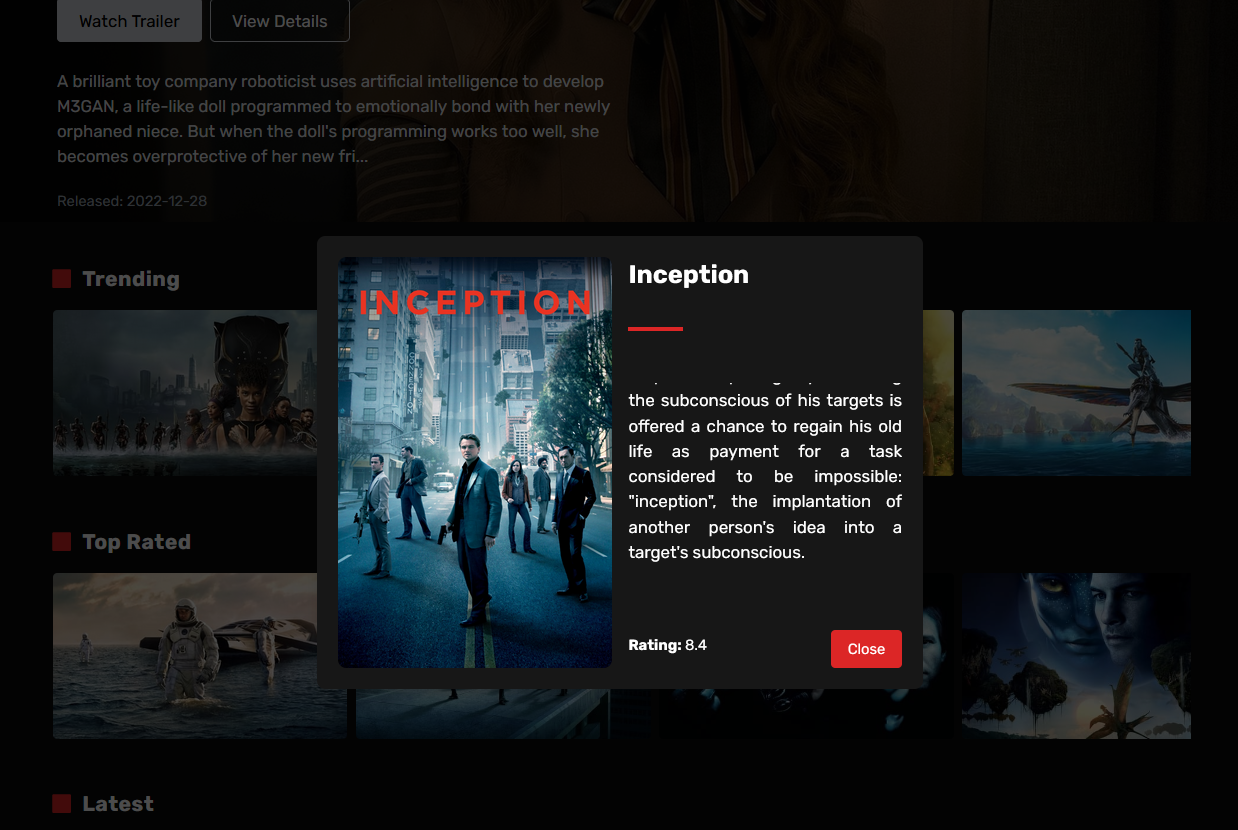 Watch Trailer
View Details
A brilliant toy company roboticist uses artificial intelligence to develop
M3GAN, a life-like doll programmed to emotionally bond with her newly
orphaned niece. But when the doll's programming works too well, she
becomes overprotective of her new fri...
Released: 2022-12-28
Trending
INCEPTION
Inception
the subconscious of his targets is
offered a chance to regain his old
life as payment for a task
considered to be impossible:
"inception", the implantation of
another person's idea into a
target's subconscious.
Rating: 8.4
Close
Top Rated
Latest